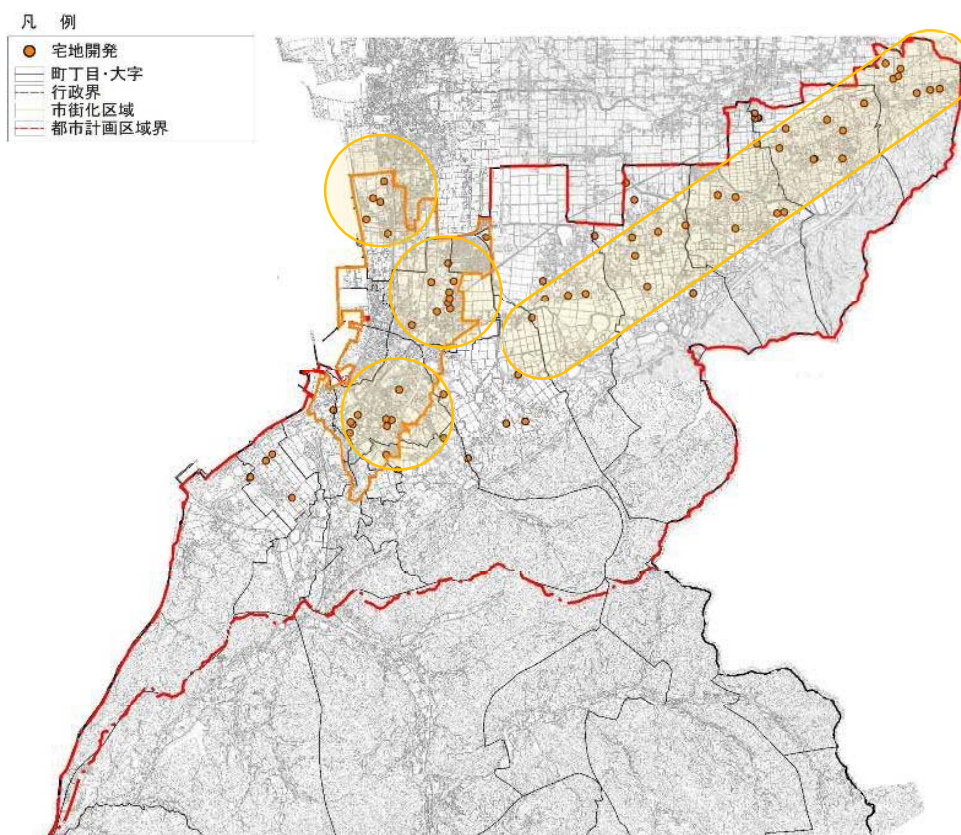 凡 例
宅地開発
町丁目・大字
行政界
市街化区域
都市計画区域界